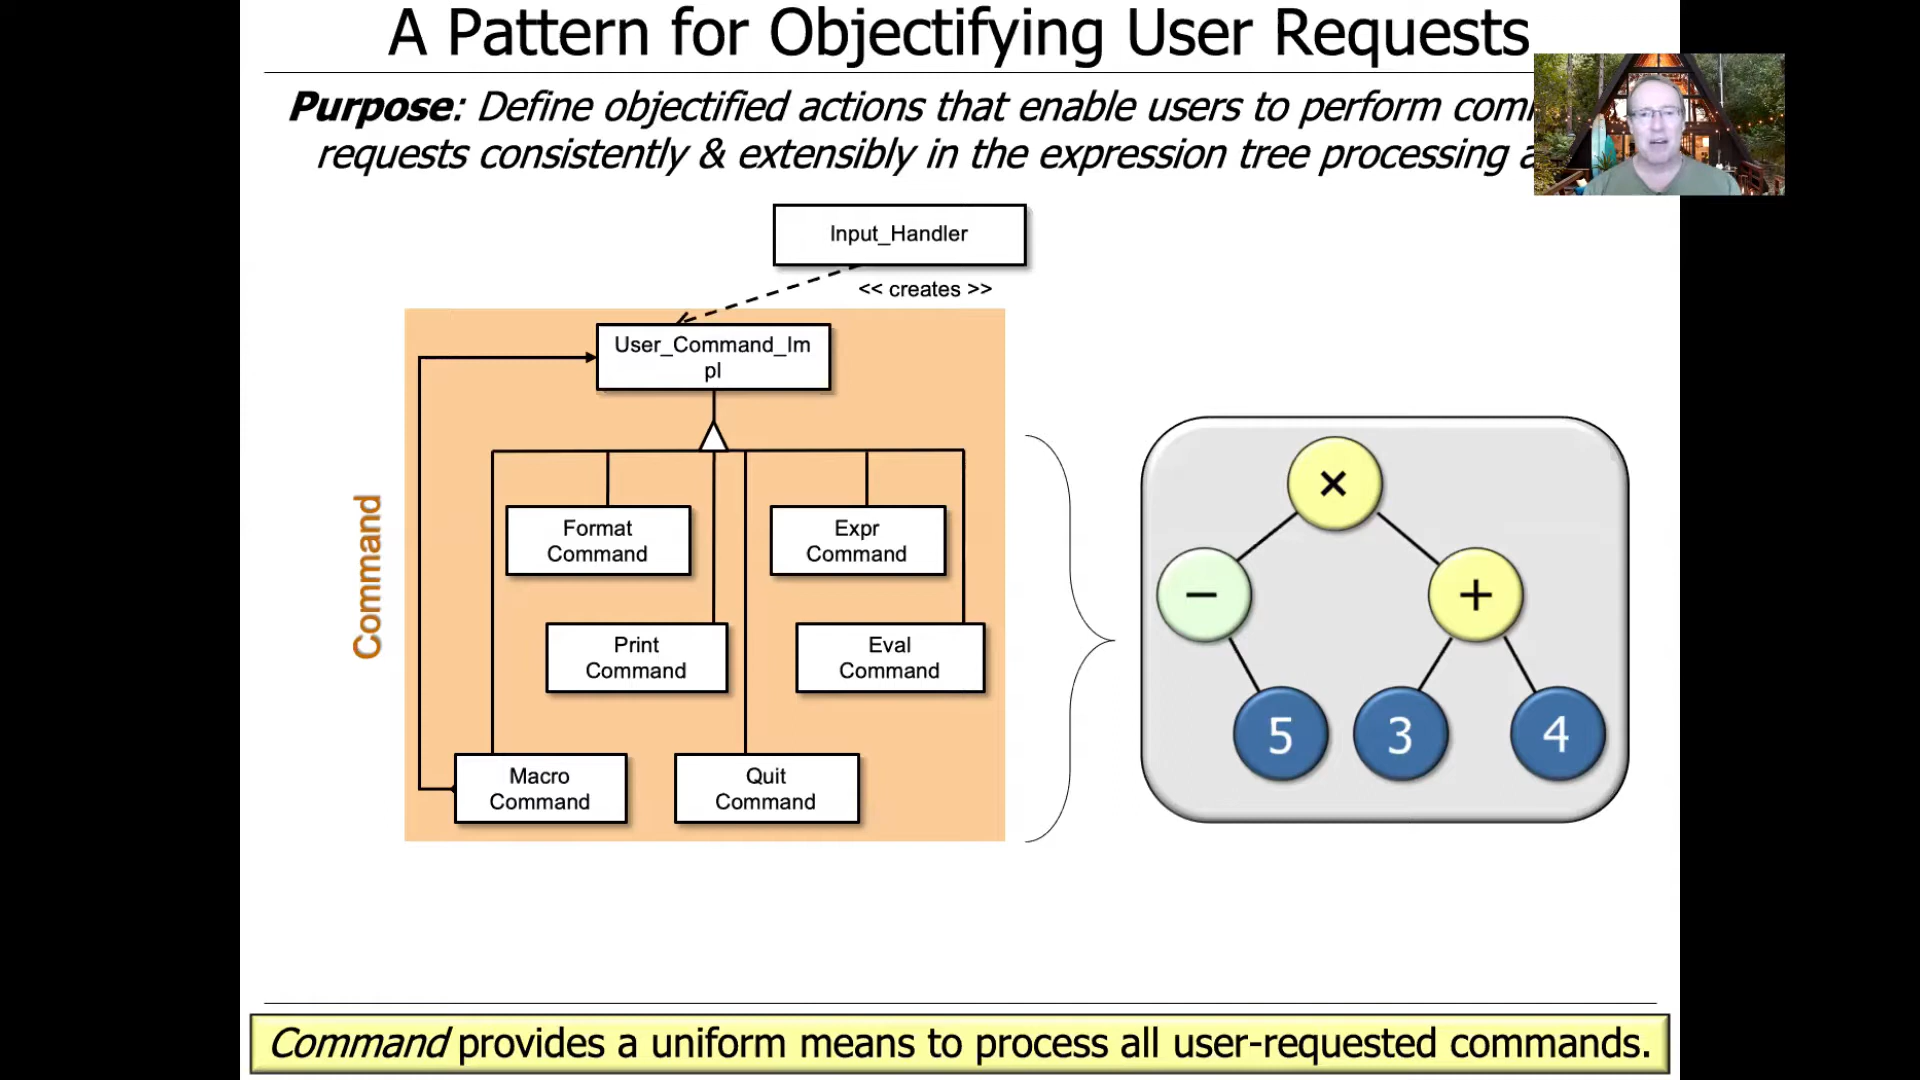 A Pattern for Objectifying User Requests
Purpose: Define objectified actions that enable users to perform
requests consistently & extensibly in the expression tree processing
Input_Handler
<< creates >>
User_Command_Im
pl
Command
Format
Command
Expr
Command
Print
Command
Eval
Command
Macro
Command
Quit
Command
×
−
+
5
3
4
Command provides a uniform means to process all user-requested commands.